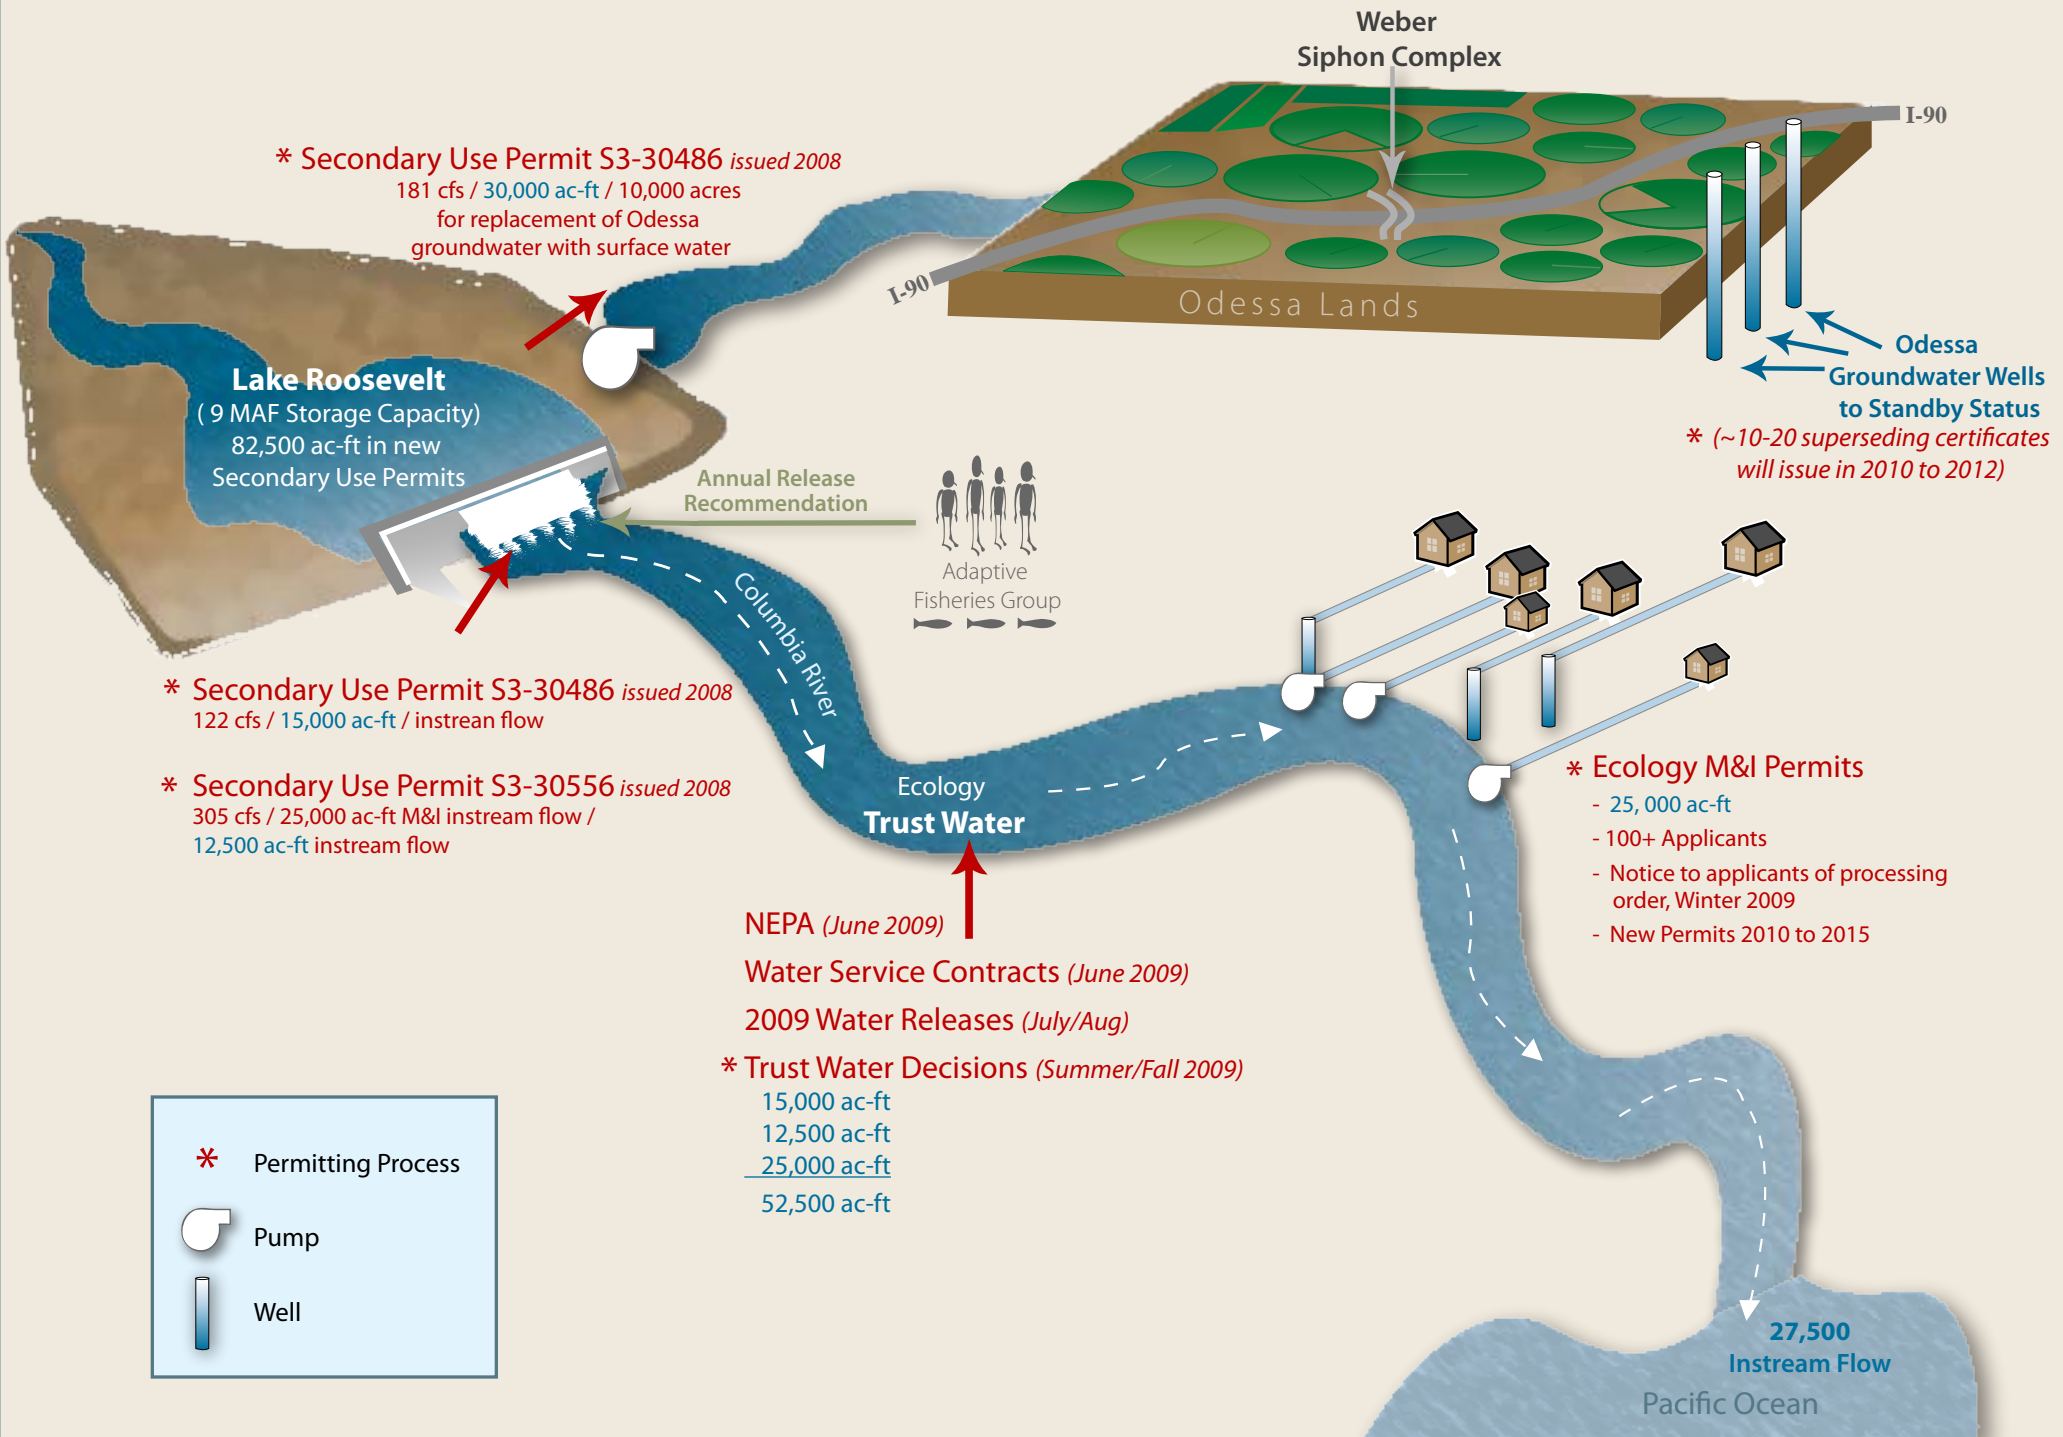 Weber
Siphon Complex
I-90
* Secondary Use Permit S3-30486 issued 2008
181 cfs / 30,000 ac-ft / 10,000 acres
for replacement of Odessa
groundwater with surface water
I-90
Odessa Lands
Odessa
Groundwater Wells
to Standby Status
* (~10-20 superseding certificates
will issue in 2010 to 2012)
Lake Roosevelt
( 9 MAF Storage Capacity)
82,500 ac-ft in new
Secondary Use Permits
Annual Release
Recommendation
Adaptive
Fisheries Group
Columbia River
* Secondary Use Permit S3-30486 issued 2008
122 cfs / 15,000 ac-ft / instrean flow
* Secondary Use Permit S3-30556 issued 2008
305 cfs / 25,000 ac-ft M&I instream flow /
12,500 ac-ft instream flow
Ecology
Trust Water
* Ecology M&I Permits
- 25, 000 ac-ft
- 100+ Applicants
- Notice to applicants of processing
order, Winter 2009
- New Permits 2010 to 2015
NEPA (June 2009)
Water Service Contracts (June 2009)
2009 Water Releases (July/Aug)
* Trust Water Decisions (Summer/Fall 2009)
15,000 ac-ft
12,500 ac-ft
25,000 ac-ft
52,500 ac-ft
* Permitting Process
Pump
Well
27,500
Instream Flow
Pacific Ocean